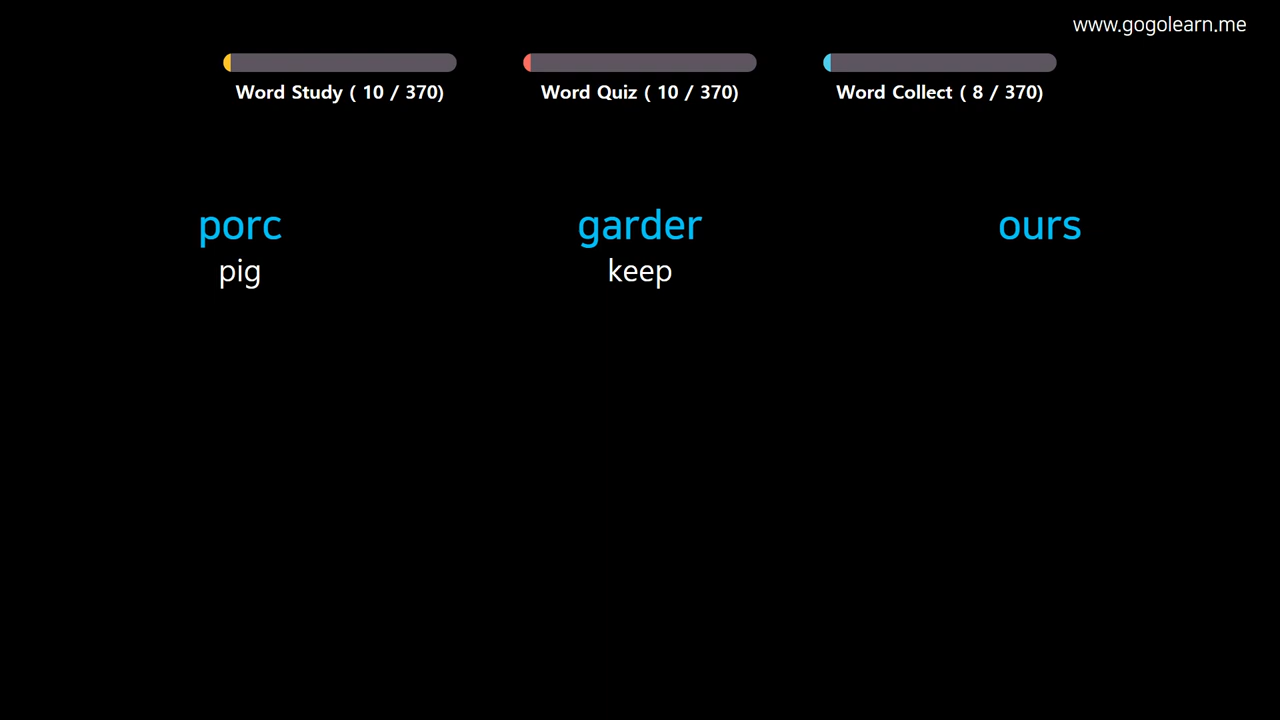 www.gogolearn.me
Word Study ( 10 / 370)
Word Quiz ( 10 / 370)
Word Collect ( 8 / 370)
porc
pig
garder
keep
ours